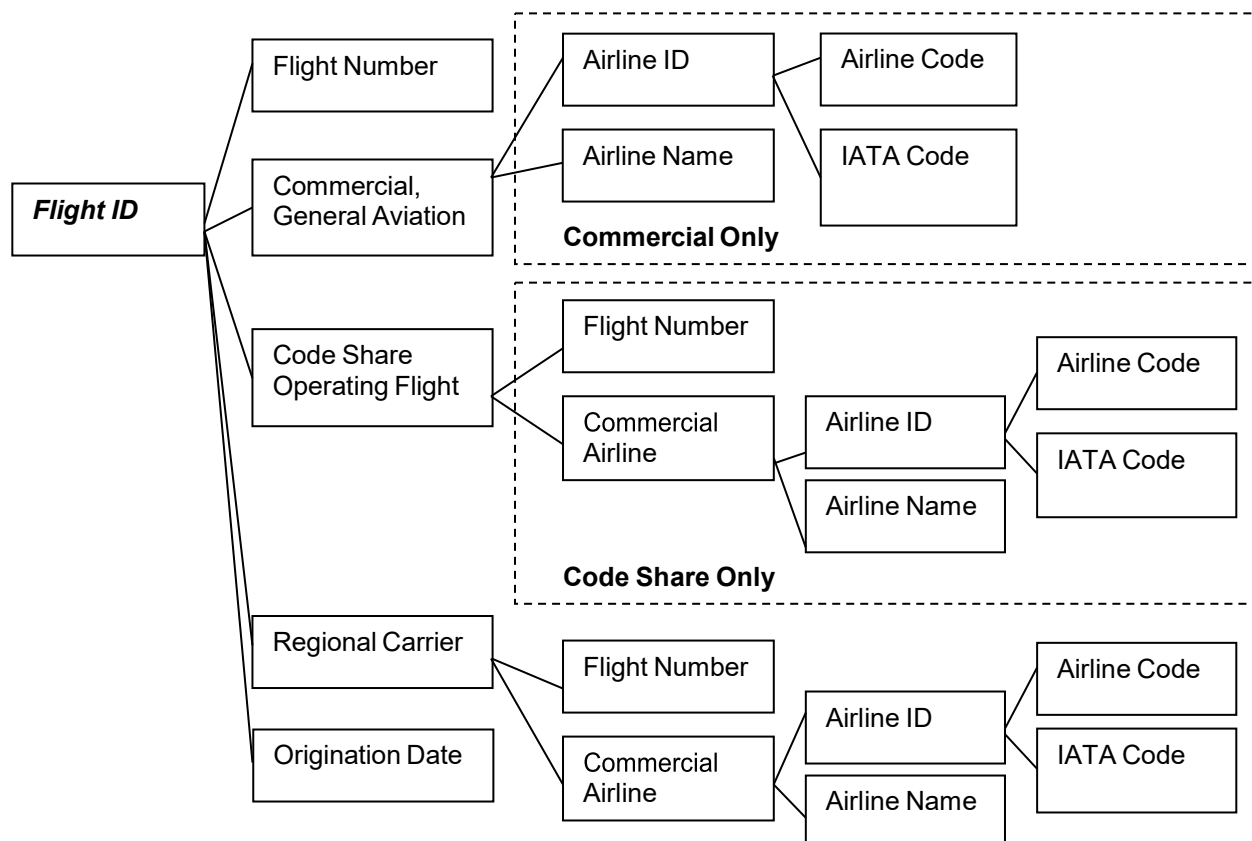 Flight ID
Flight Number
Commercial,
General Aviation
Airline ID
Airline Name
Airline Code
IATA Code
Commercial Only
Code Share
Operating Flight
Flight Number
Commercial
Airline
Airline ID
Airline Name
Airline Code
IATA Code
Code Share Only
Regional Carrier
Flight Number
Commercial
Airline
Airline ID
Airline Name
Airline Code
IATA Code
Origination Date